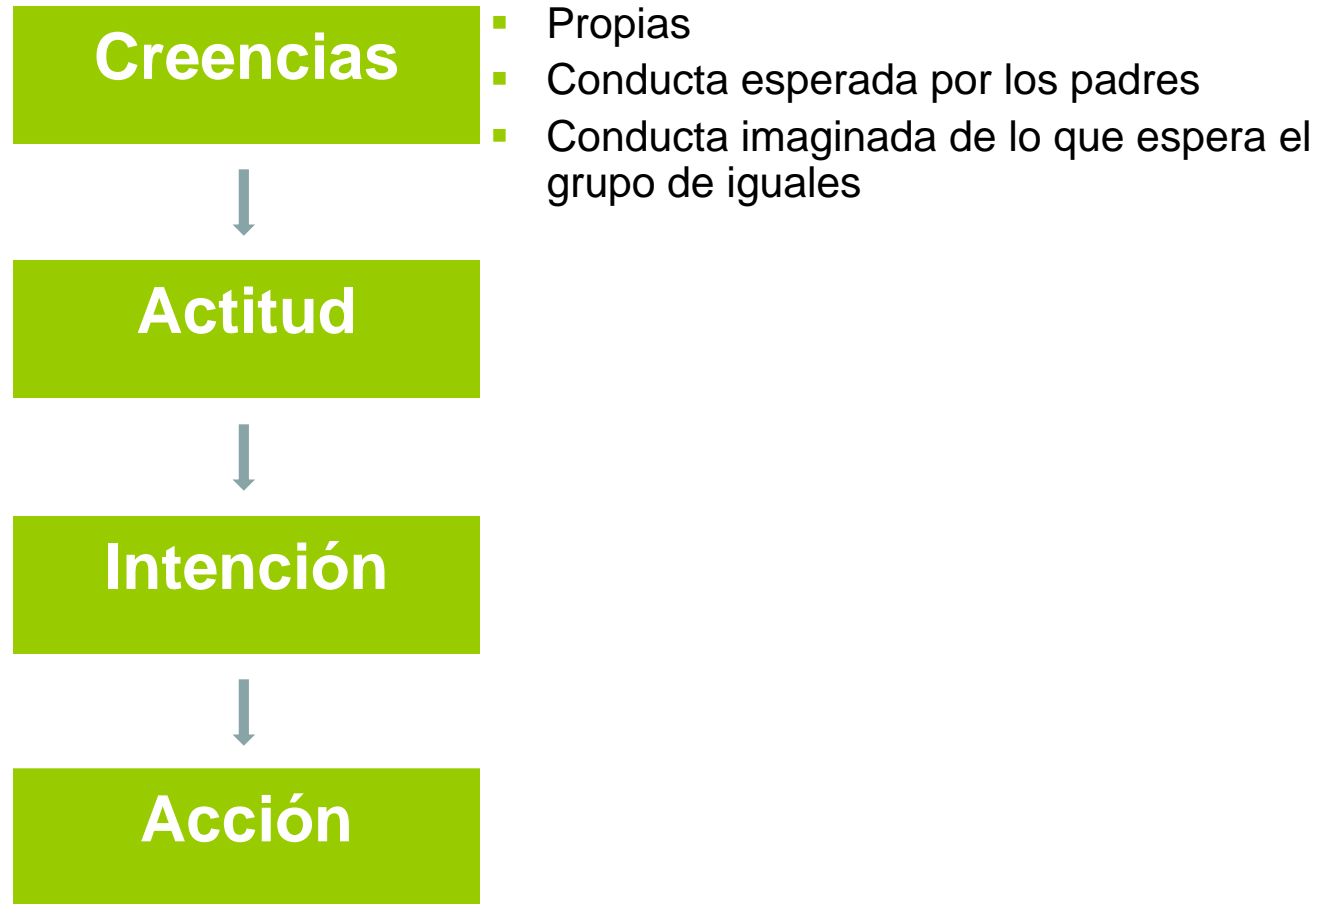 Creencias
Propias
Conducta esperada por los padres
Conducta imaginada de lo que espera el
grupo de iguales
Actitud
Intención
Acción